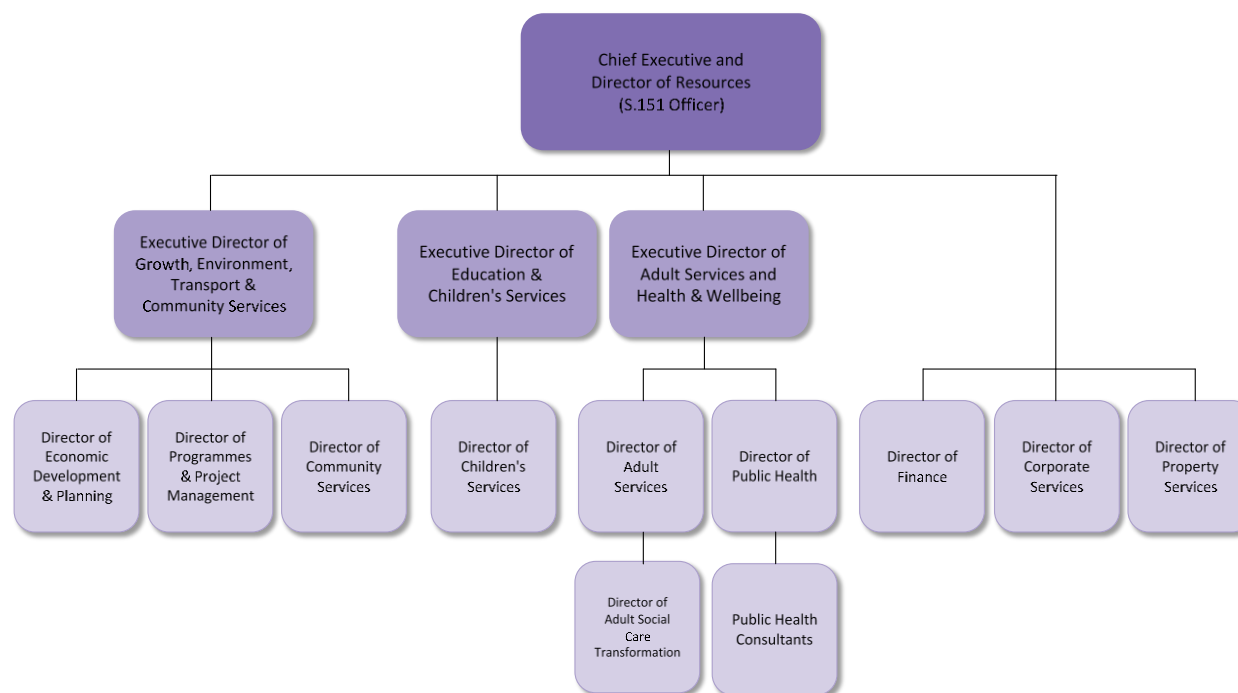 Chief Executive and
Director of Resources
(S.151 Officer)
Executive Director of
Growth, Environment,
Transport &
Community Services
Executive Director of
Education &
Children's Services
Executive Director of
Adult Services and
Health & Wellbeing
Director of
Economic
Development
& Planning
Director of
Programmes
& Project
Management
Director of
Community
Services
Director of
Children's
Services
Director of
Adult
Services
Director of
Public Health
Director of
Finance
Director of
Corporate
Services
Director of
Property
Services
Director of
Adult Social
Care
Transformation
Public Health
Consultants